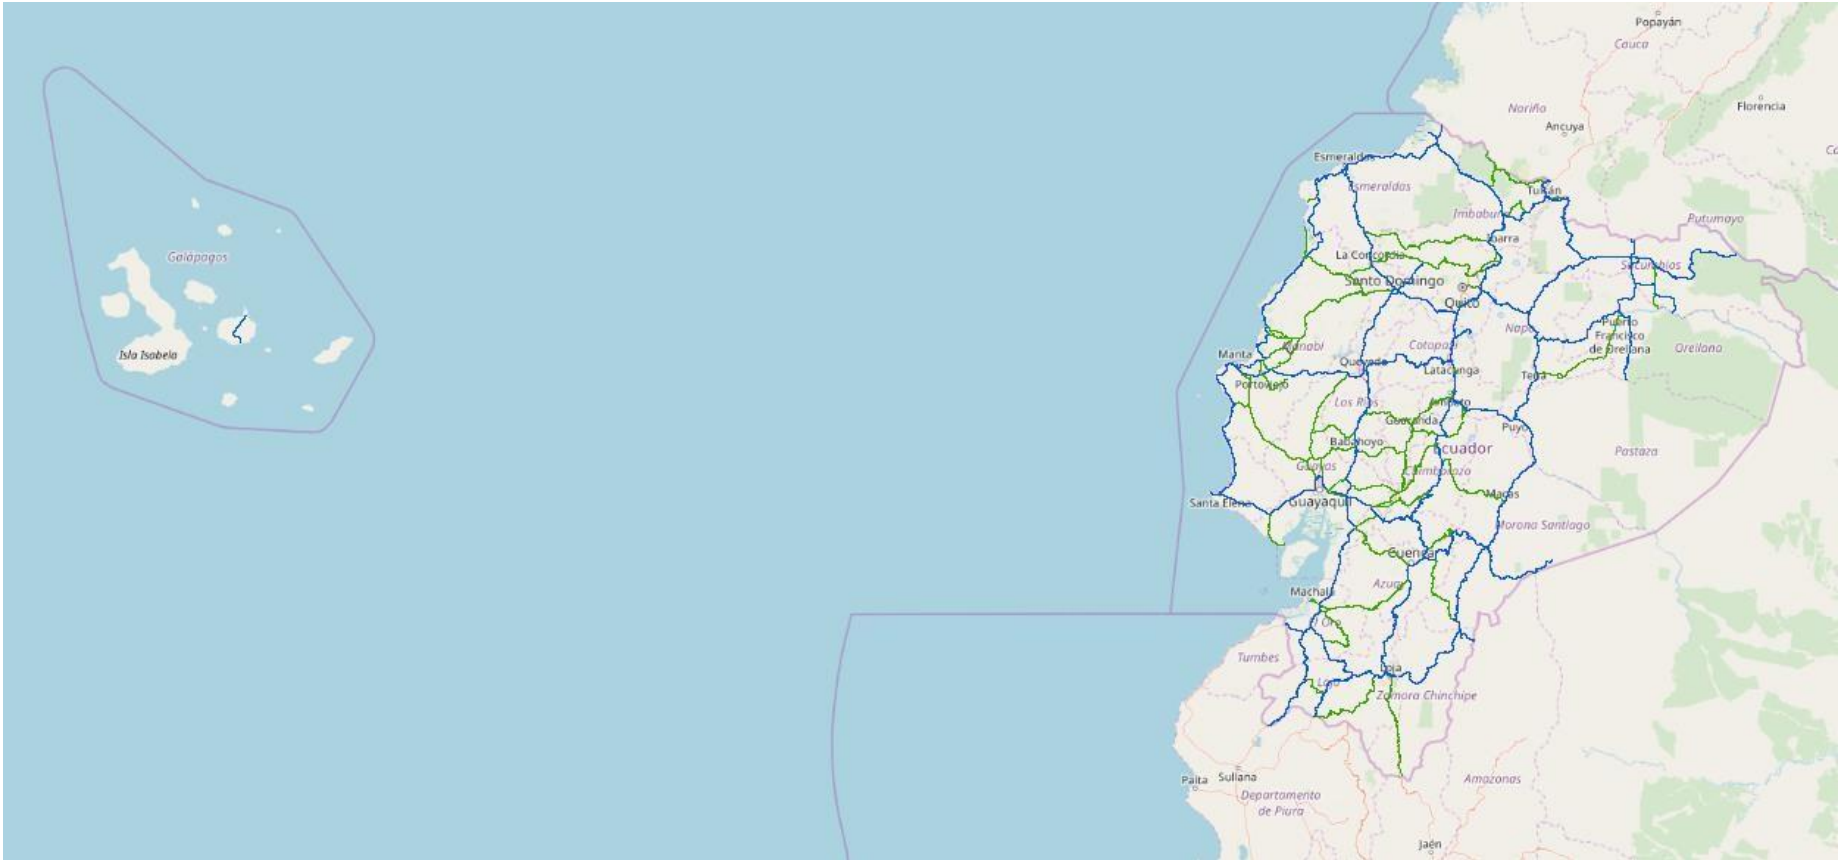 Popayán
Cauca
Florencia
Nariño
Ancuya
Esmeraldas
Esmeraldas
Tulcán
Imbabura
Putumayo
Ibarra
La Concordia
Galápagos
Sucumbíos
Santo Domingo
Quito
Napo
Puerto
Francisco
de Orellana
Orellana
Isla Isabela
Manta
Manabí
Cotopaxi
Quevedo
Latacunga
Tena
Portoviejo
Los Ríos
Ambato
Guaranda
Puyo
Babahoyo
Ecuador
Pastaza
Guayas
Chimborazo
Macas
Santa Elena
Guayaquil
Morona Santiago
Cuenca
Azuay
Machala
El Oro
Tumbes
Loja
Loja
Zamora Chinchipe
Paita
Sullana
Amazonas
Departamento
de Piura
Jaén